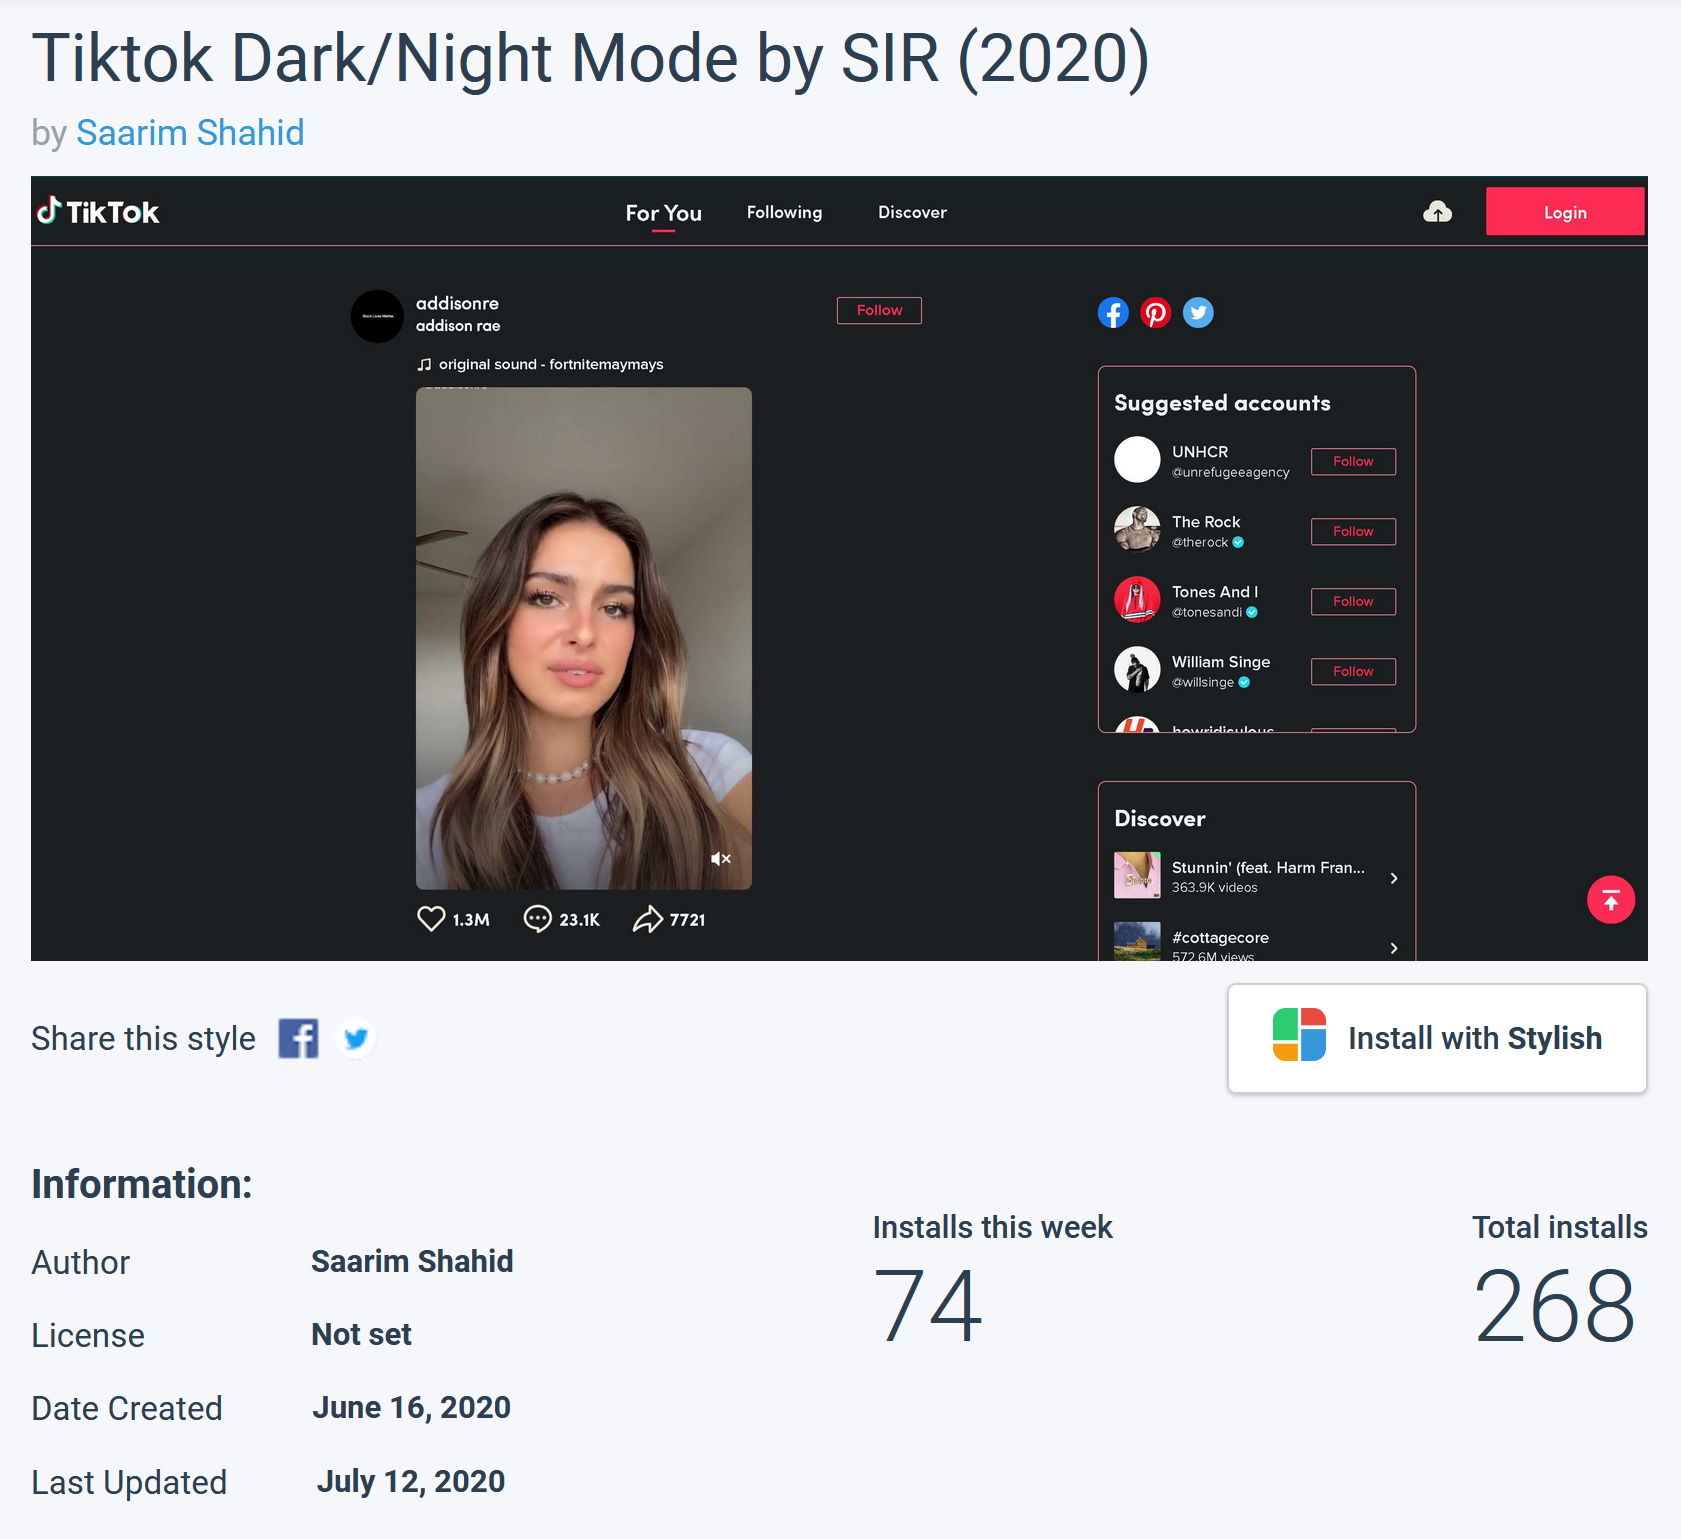 Tiktok Dark/Night Mode by SIR (2020)
by Saarim Shahid
TikTok
For You
Following
Discover
Login
addisonre
addison rae
Follow
original sound - fortnitemaymays
1.3M
23.1K
7721
Suggested accounts
UNHCR
@unrefugeeagency
Follow
The Rock
@therock
Follow
Tones And I
@tonesandi
Follow
William Singe
@willsinge
Follow
howridiculous
Discover
Stunnin' (feat. Harm Fran...
363.9K videos
#cottagecore
572.6M views
Share this style
Install with Stylish
Information:
Author Saarim Shahid
License Not set
Date Created June 16, 2020
Last Updated July 12, 2020
Installs this week
74
Total installs
268